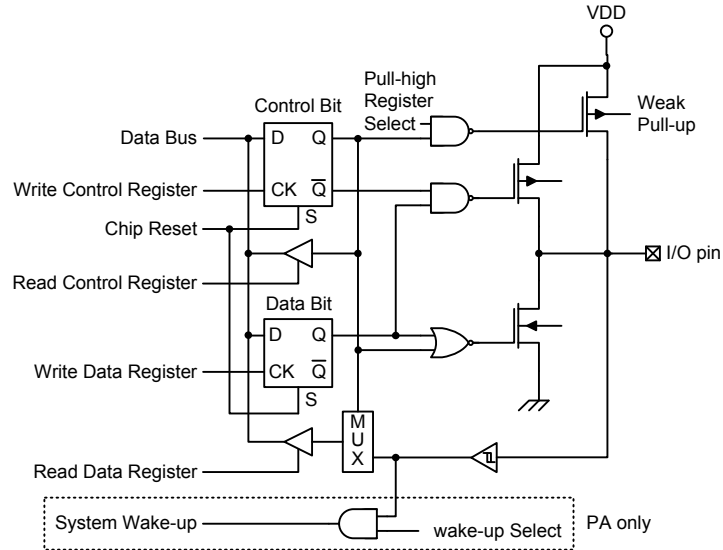 VDD
Pull-high
Register
Select
Control Bit
Weak
Pull-up
Data Bus
D
Q
Write Control Register
CK
Q
S
Chip Reset
I/O pin
Read Control Register
Data Bit
D
Q
Write Data Register
CK
Q
S
M
U
X
Read Data Register
System Wake-up
wake-up Select
PA only